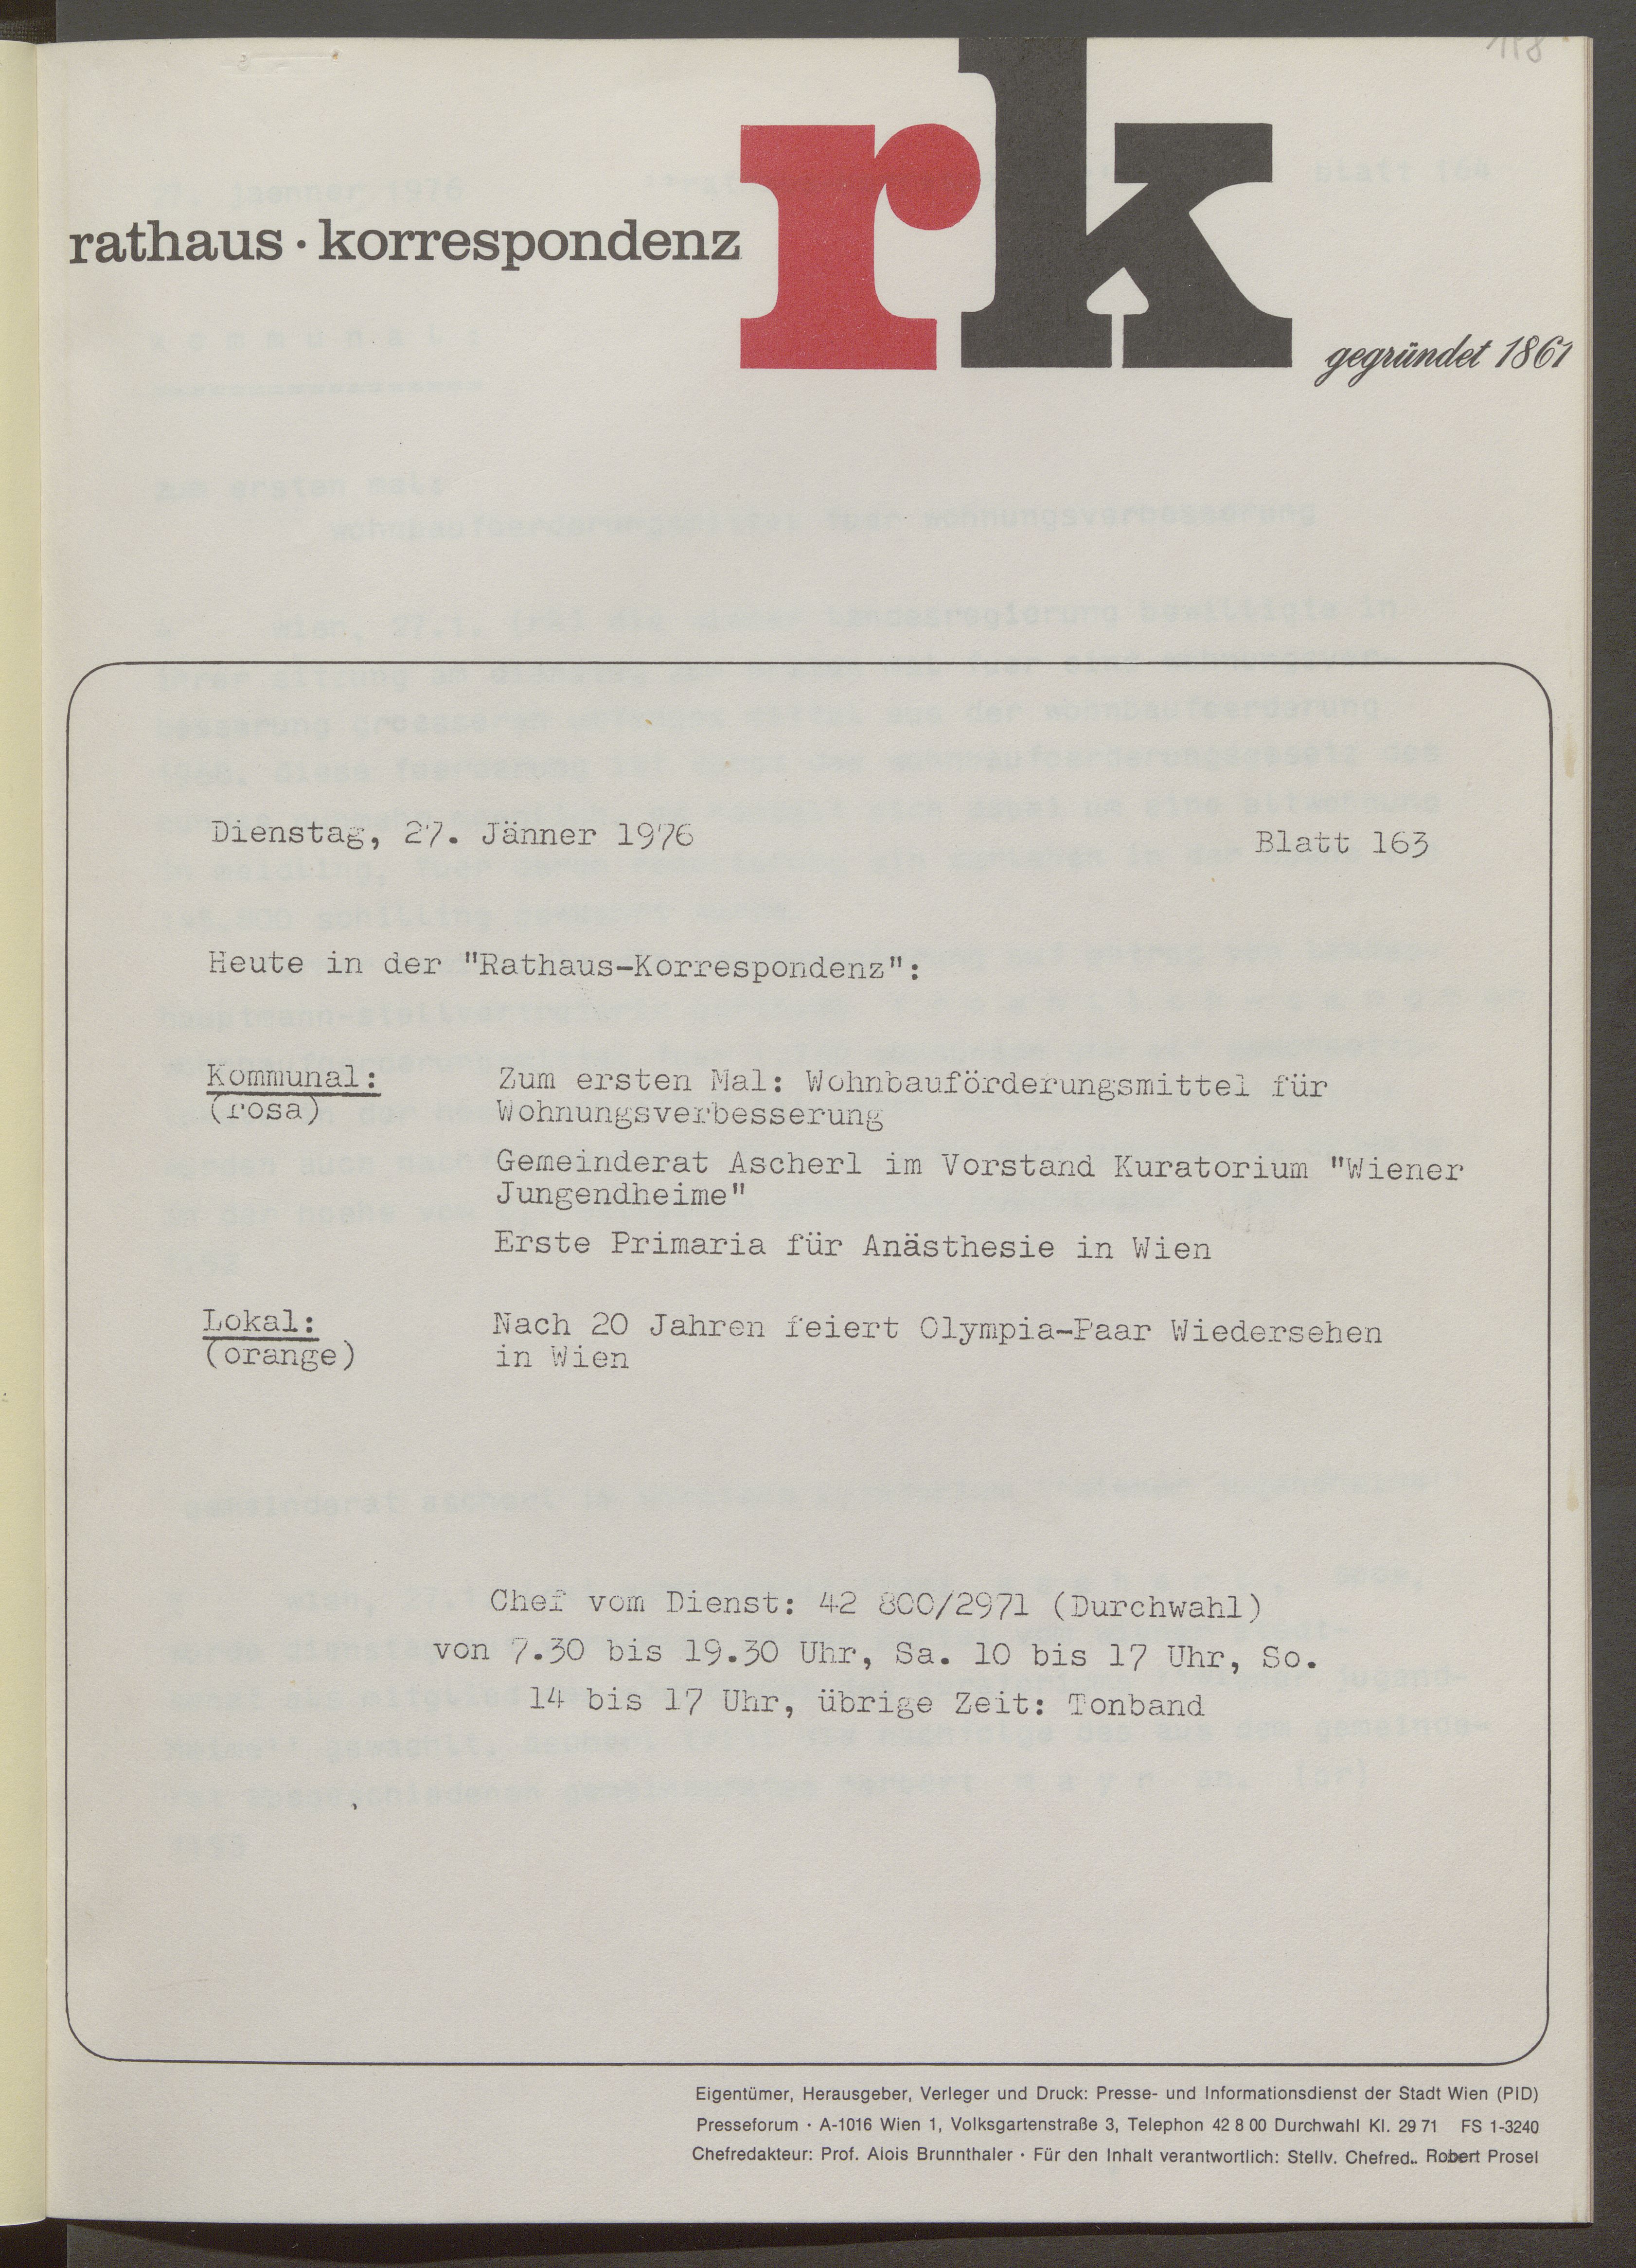 118
rk
rathaus · korrespondenz
gegründet 1861
Dienstag, 27. Jänner 1976 Blatt 163
Heute in der "Rathaus-Korrespondenz":
Kommunal: Zum ersten Mal: Wohnbauförderungsmittel für
(rosa) Wohnungsverbesserung
Gemeinderat Ascherl im Vorstand Kuratorium "Wiener
Jungendheime"
Erste Primaria für Anästhesie in Wien
Lokal: Nach 20 Jahren feiert Olympia-Paar Wiedersehen
(orange) in Wien
Chef vom Dienst: 42 800/2971 (Durchwahl)
von 7.30 bis 19.30 Uhr, Sa. 10 bis 17 Uhr, So.
14 bis 17 Uhr, übrige Zeit: Tonband
Eigentümer, Herausgeber, Verleger und Druck: Presse- und Informationsdienst der Stadt Wien (PID)
Presseforum · A-1016 Wien 1, Volksgartenstraße 3, Telephon 42 8 00 Durchwahl Kl. 29 71 FS 1-3240
Chefredakteur: Prof. Alois Brunnthaler · Für den Inhalt verantwortlich: Stellv. Chefred.. Robert Prosel